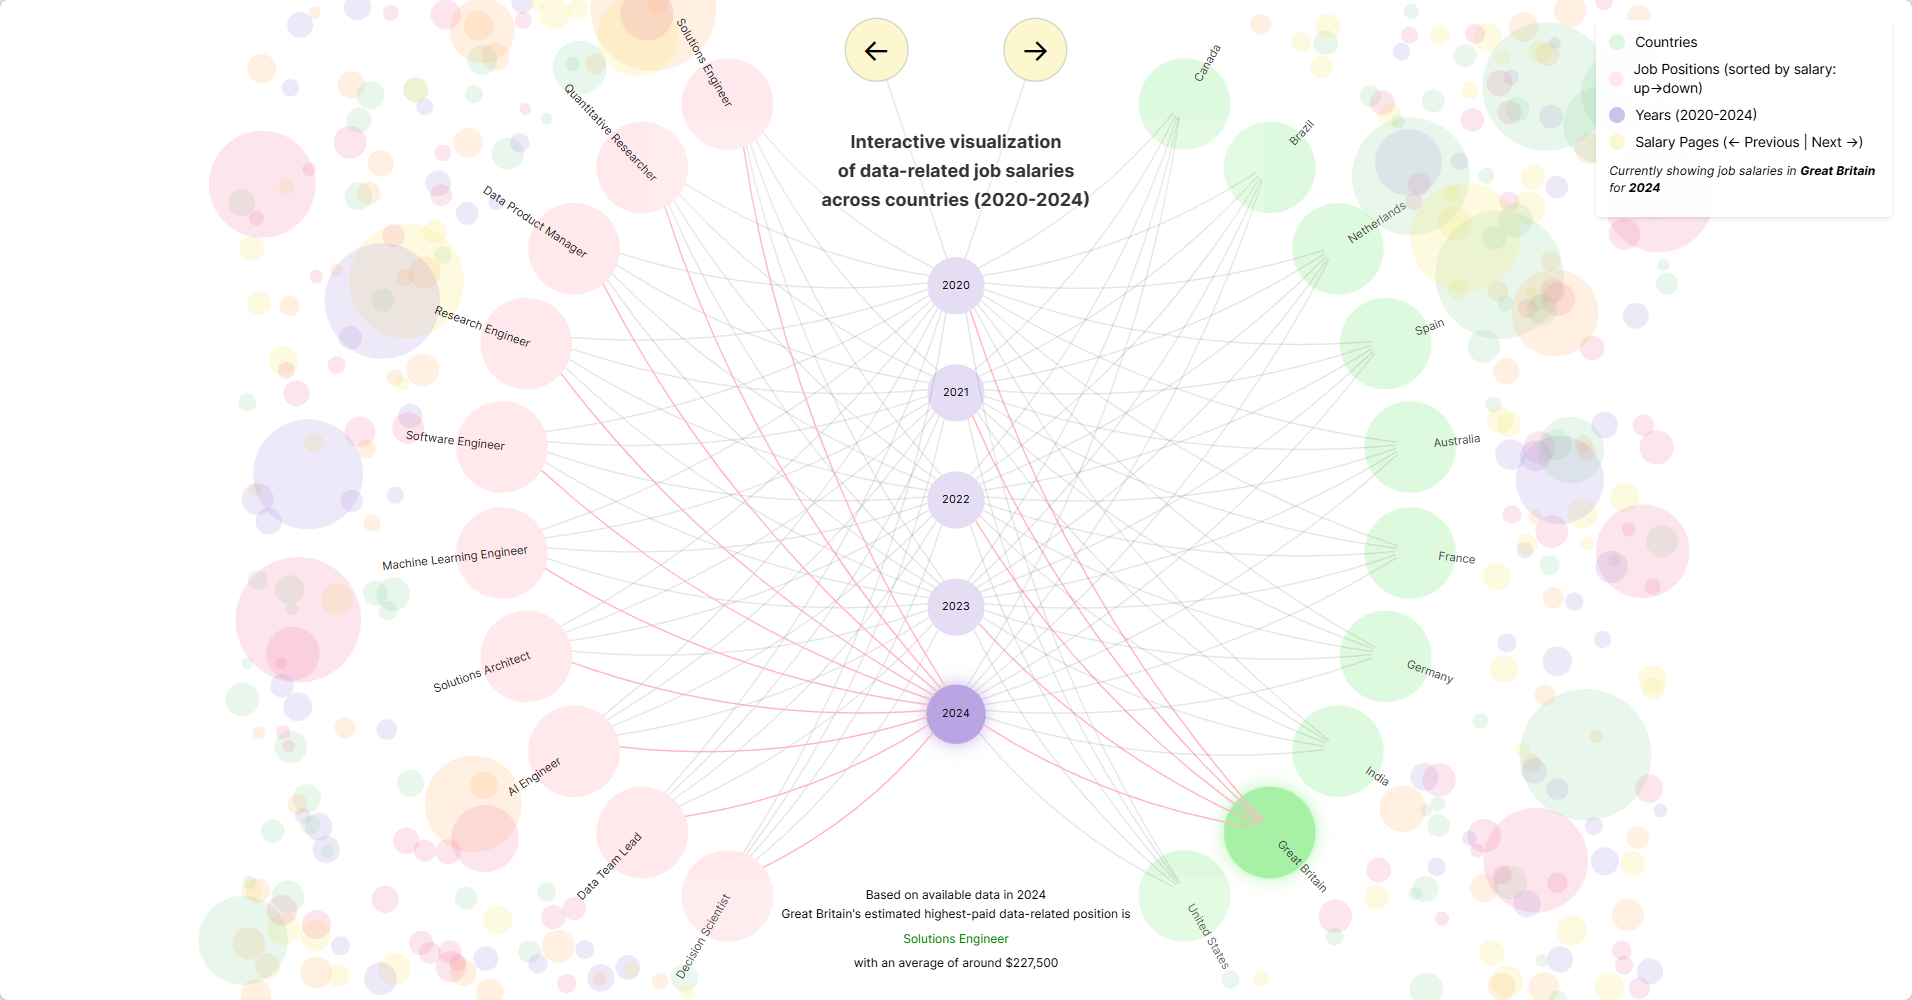 ←
→
Interactive visualization
of data-related job salaries
across countries (2020-2024)
Countries
Job Positions (sorted by salary:
up→down)
Years (2020-2024)
Salary Pages (← Previous | Next →)
Currently showing job salaries in Great Britain
for 2024
Solutions Engineer
Quantitative Researcher
Data Product Manager
Research Engineer
Software Engineer
Machine Learning Engineer
Solutions Architect
AI Engineer
Data Team Lead
Decision Scientist
2020
2021
2022
2023
2024
Canada
Brazil
Netherlands
Spain
Australia
France
Germany
India
Great Britain
United States
Based on available data in 2024
Great Britain's estimated highest-paid data-related position is
Solutions Engineer
with an average of around $227,500